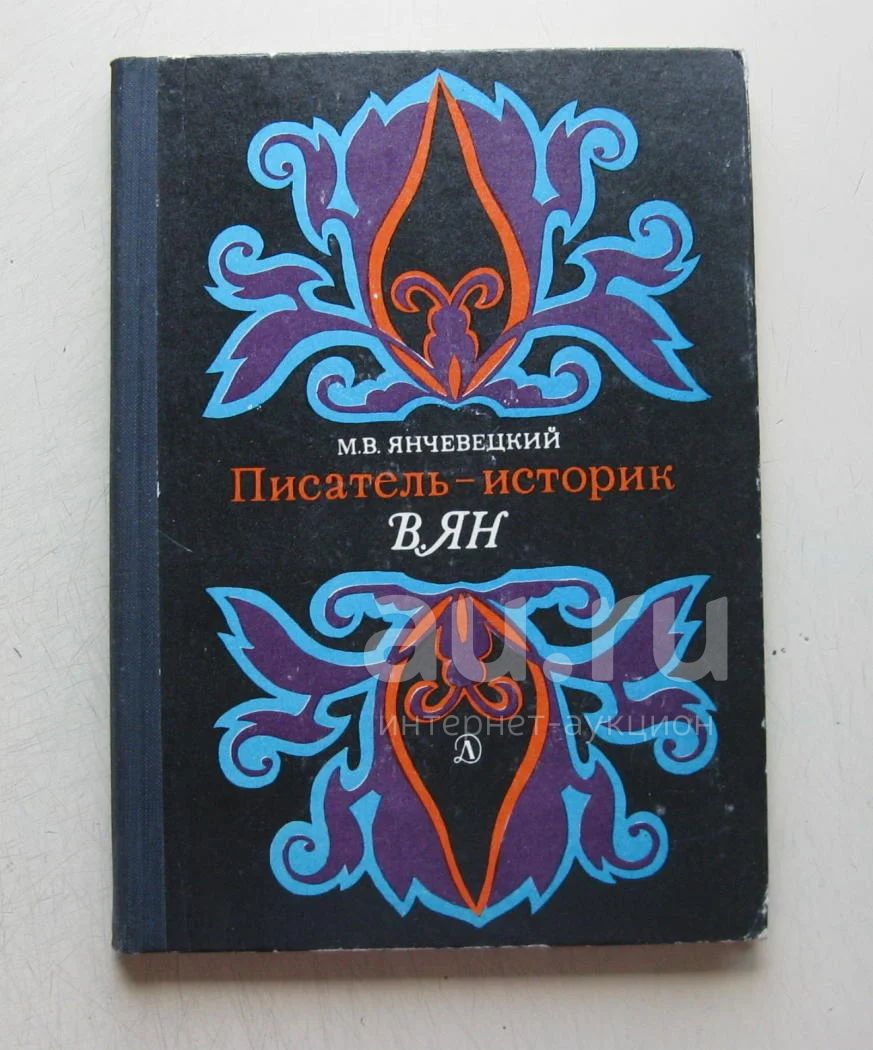 М.В. ЯНЧЕВЕЦКИЙ
Писатель – историк
В. ЯН
au.ru
интернет-аукцион
Д